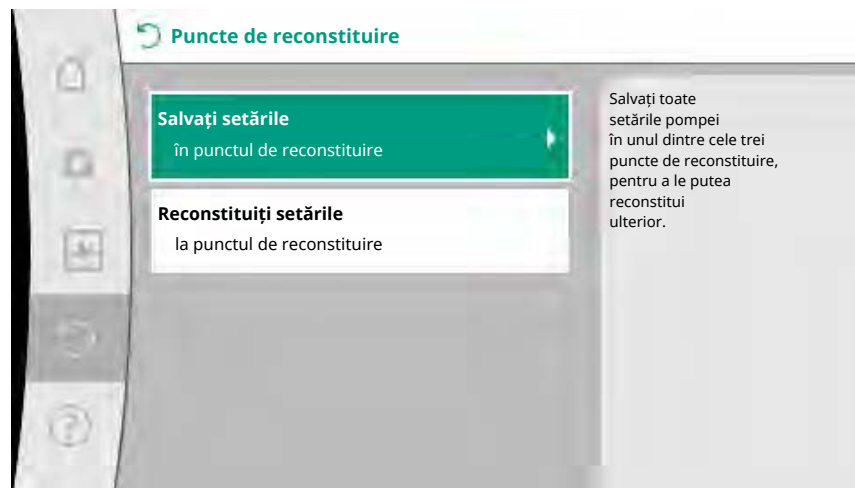 Puncte de reconstituire
Salvați setările
în punctul de reconstituire
Reconstituiți setările
la punctul de reconstituire
Salvați toate
setările pompei
în unul dintre cele trei
puncte de reconstituire,
pentru a le putea
reconstitui
ulterior.